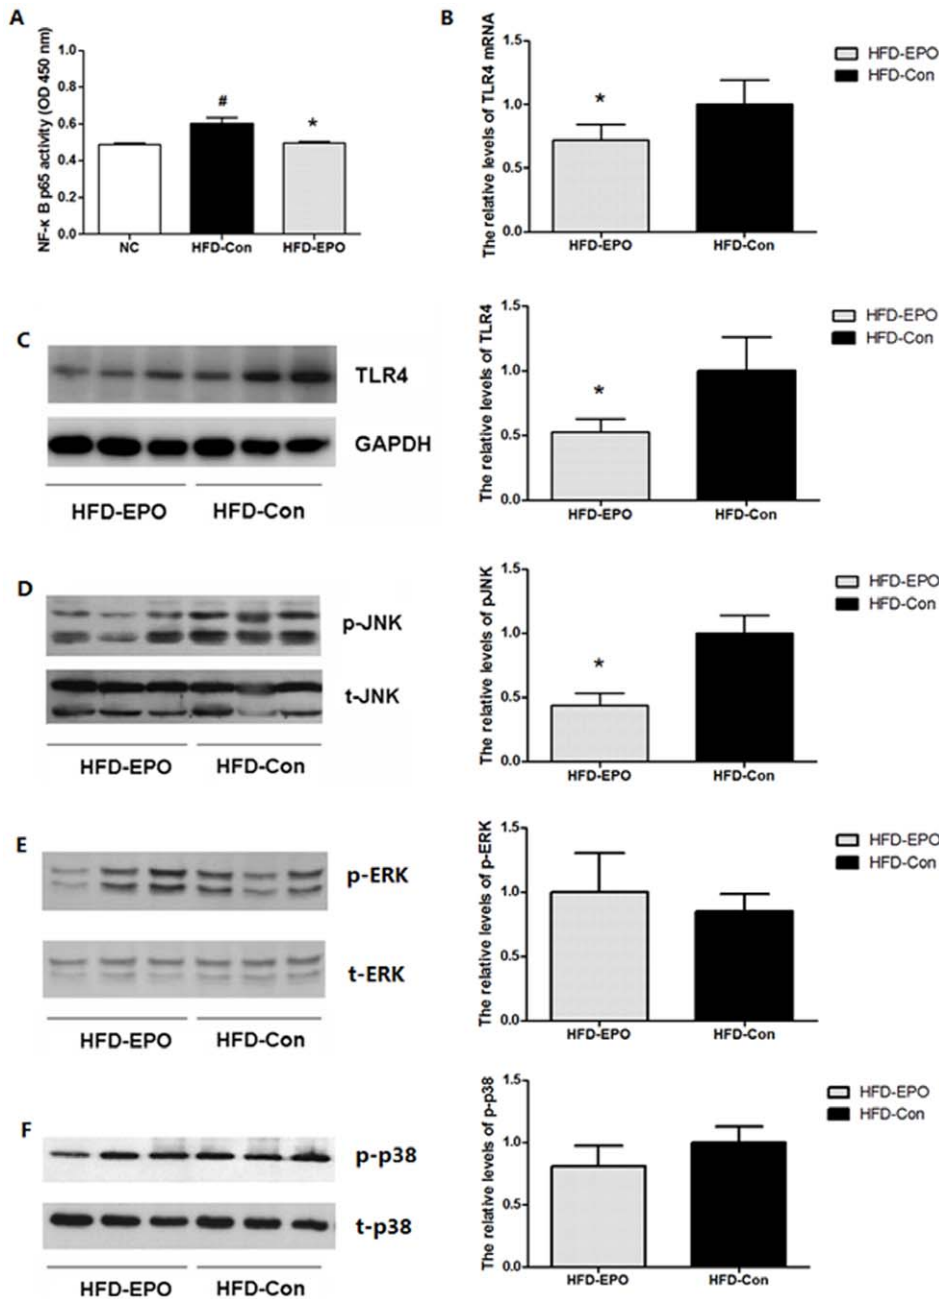 A
NF-κ B p65 activity (OD 450 nm)
1.0
0.8
0.6
0.4
0.2
0.0
#
*
NC
HFD-Con
HFD-EPO
B
The relative levels of TLR4 mRNA
1.5
1.0
0.5
0.0
*
HFD-EPO
HFD-Con
HFD-EPO
HFD-Con
C
TLR4
GAPDH
HFD-EPO
HFD-Con
The relative levels of TLR4
1.5
1.0
0.5
0.0
*
HFD-EPO
HFD-Con
HFD-EPO
HFD-Con
D
p-JNK
t-JNK
HFD-EPO
HFD-Con
The relative levels of pJNK
1.5
1.0
0.5
0.0
*
HFD-EPO
HFD-Con
HFD-EPO
HFD-Con
E
p-ERK
t-ERK
HFD-EPO
HFD-Con
The relative levels of p-ERK
1.5
1.0
0.5
0.0
HFD-EPO
HFD-Con
HFD-EPO
HFD-Con
F
p-p38
t-p38
HFD-EPO
HFD-Con
The relative levels of p-p38
1.5
1.0
0.5
0.0
HFD-EPO
HFD-Con
HFD-EPO
HFD-Con